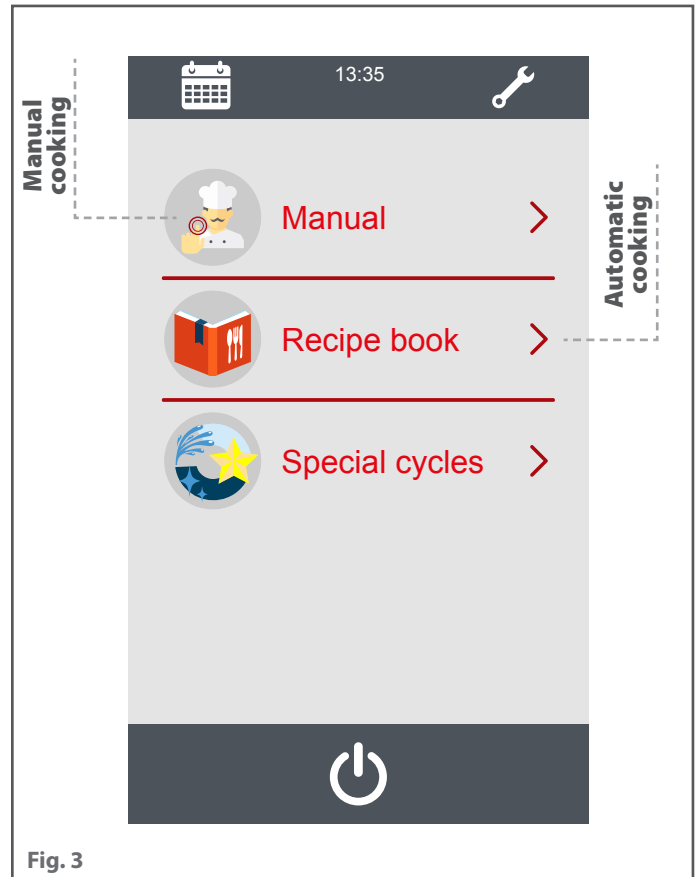 13:35
Manual
cooking
Manual
Automatic
cooking
Recipe book
Special cycles
Fig. 3